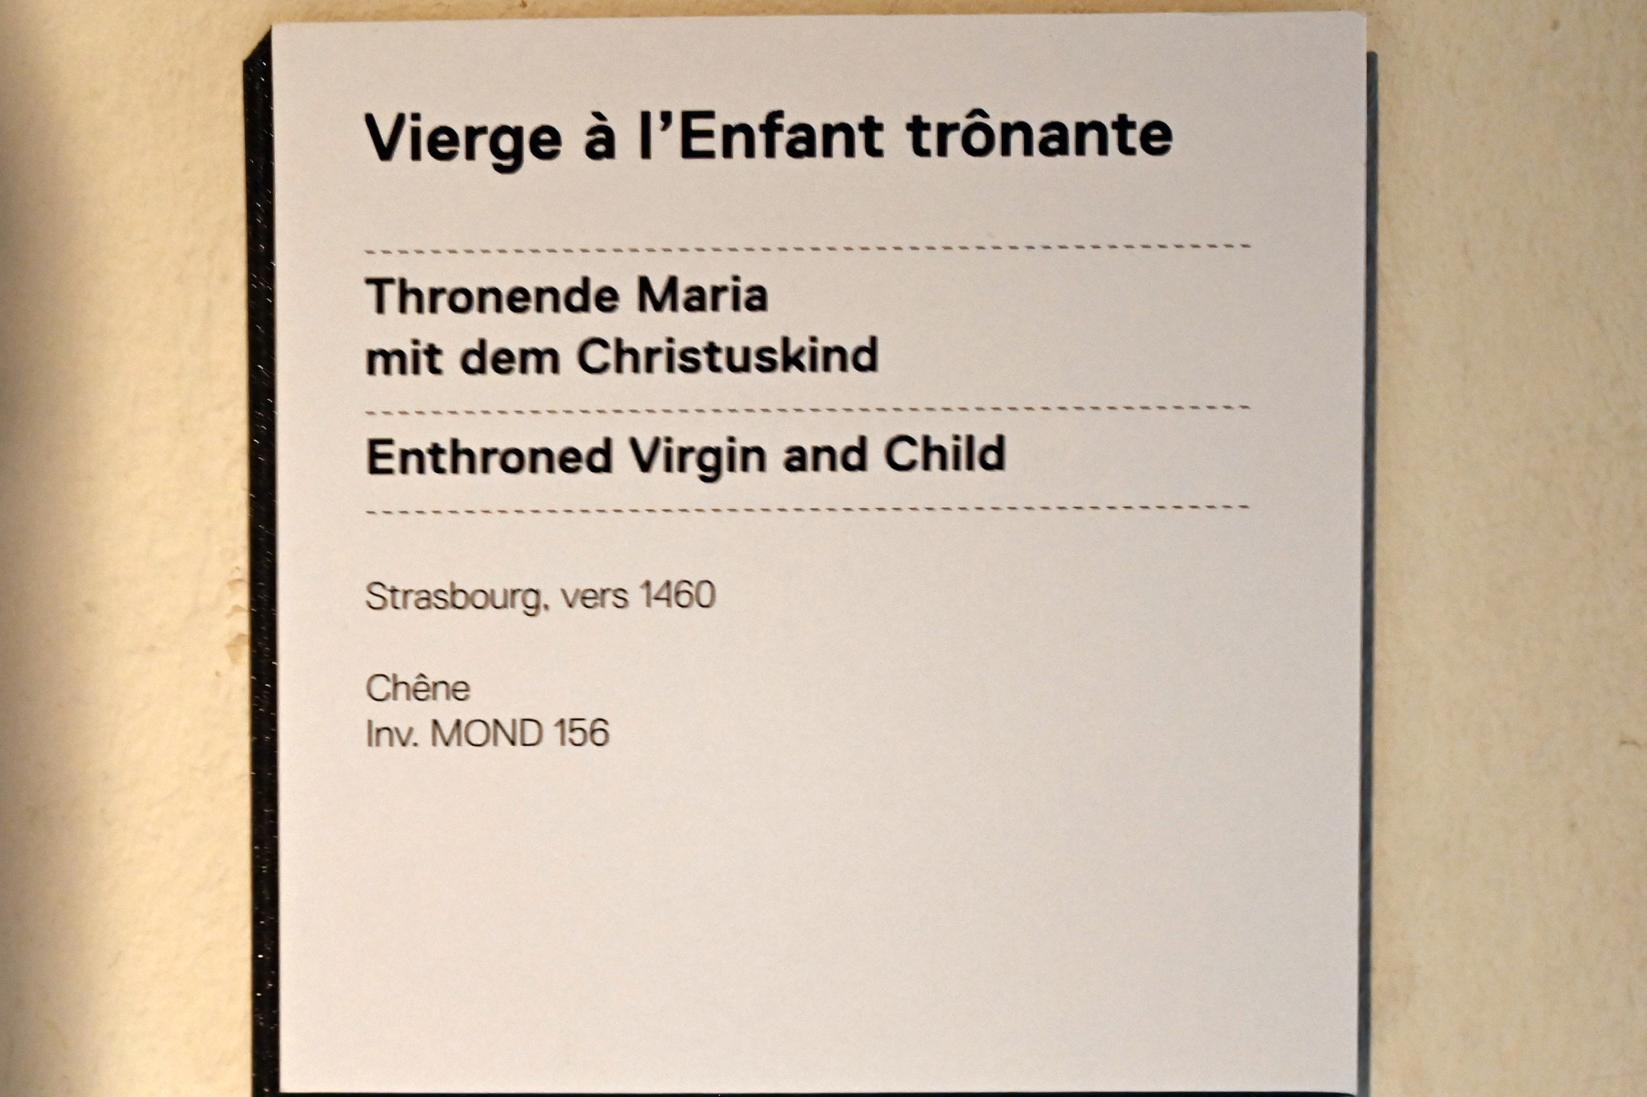 Vierge à l’Enfant trônante
Thronende Maria
mit dem Christuskind
Enthroned Virgin and Child
Strasbourg, vers 1460
Chêne
Inv. MOND 156